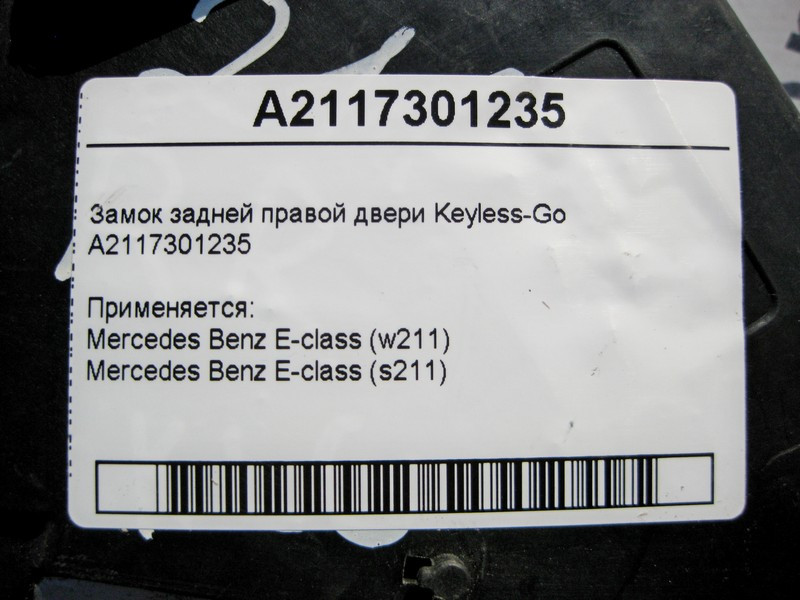 A2117301235
Замок задней правой двери Keyless-Go
A2117301235
Применяется:
Mercedes Benz E-class (w211)
Mercedes Benz E-class (s211)